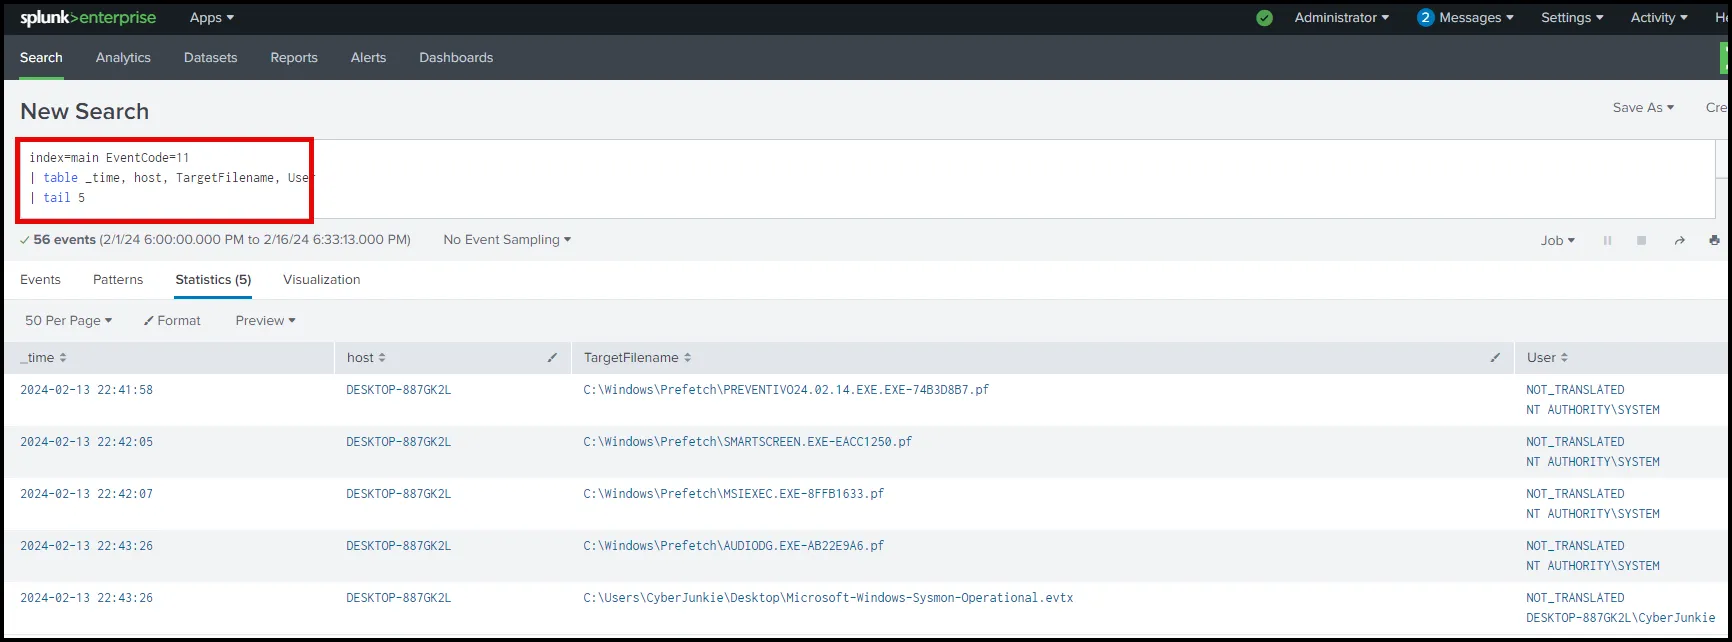 splunk>enterprise Apps Administrator 2 Messages Settings Activity He
Search Analytics Datasets Reports Alerts Dashboards
New Search Save As Cre
index=main EventCode=11
| table _time, host, TargetFilename, User
| tail 5
56 events (2/1/24 6:00:00.000 PM to 2/16/24 6:33:13.000 PM) No Event Sampling Job
Events Patterns Statistics (5) Visualization
50 Per Page Format Preview
_time host TargetFilename User
2024-02-13 22:41:58 DESKTOP-887GK2L C:\Windows\Prefetch\PREVENTIVO24.02.14.EXE.EXE-74B3D8B7.pf NOT_TRANSLATED
NT AUTHORITY\SYSTEM
2024-02-13 22:42:05 DESKTOP-887GK2L C:\Windows\Prefetch\SMARTSCREEN.EXE-EACC1250.pf NOT_TRANSLATED
NT AUTHORITY\SYSTEM
2024-02-13 22:42:07 DESKTOP-887GK2L C:\Windows\Prefetch\MSIEXEC.EXE-8FFB1633.pf NOT_TRANSLATED
NT AUTHORITY\SYSTEM
2024-02-13 22:43:26 DESKTOP-887GK2L C:\Windows\Prefetch\AUDIODG.EXE-AB22E9A6.pf NOT_TRANSLATED
NT AUTHORITY\SYSTEM
2024-02-13 22:43:26 DESKTOP-887GK2L C:\Users\CyberJunkie\Desktop\Microsoft-Windows-Sysmon-Operational.evtx NOT_TRANSLATED
DESKTOP-887GK2L\CyberJunkie